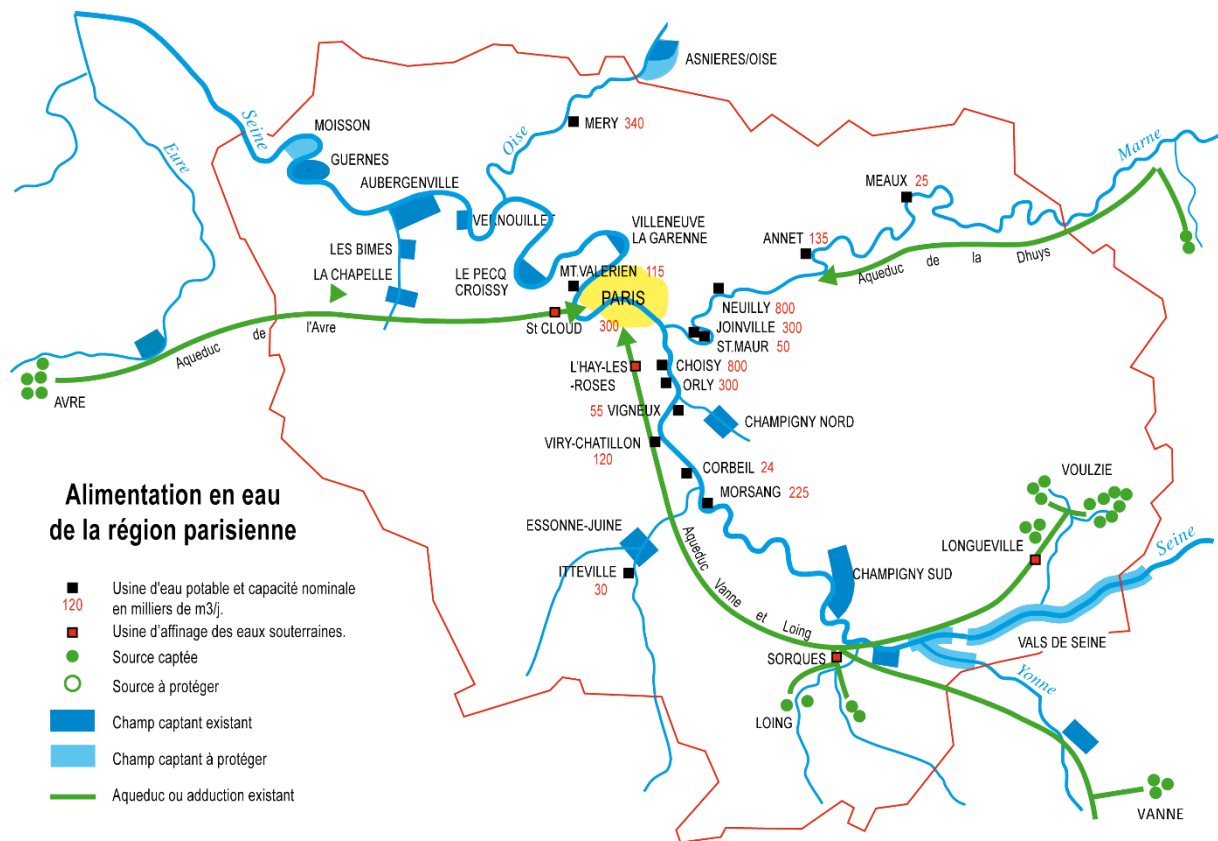 ASNIERES/OISE
Seine
MOISSON
MERY 340
Oise
Marne
GUERNES
Eure
AUBERGENVILLE
MEAUX 25
VERNOUILLET
VILLENEUVE
LA GARENNE
ANNET 135
LES BIMES
Aqueduc de la Dhuys
LA CHAPELLE
LE PECQ
CROISSY
MT.VALERIEN 115
PARIS
NEUILLY 800
Aqueduc de l'Avre
St CLOUD 300
JOINVILLE 300
ST.MAUR 50
L'HAY-LES
-ROSES
CHOISY 800
ORLY 300
AVRE
55 VIGNEUX
CHAMPIGNY NORD
VIRY-CHATILLON
120
CORBEIL 24
VOULZIE
MORSANG 225
Alimentation en eau
de la région parisienne
ESSONNE-JUINE
Aqueduc Vanne et Loing
LONGUEVILLE
Seine
ITTEVILLE
30
CHAMPIGNY SUD
VALS DE SEINE
SORQUES
Yonne
LOING
VANNE
Usine d'eau potable et capacité nominale
120 en milliers de m3/j.
Usine d'affinage des eaux souterraines.
Source captée
Source à protéger
Champ captant existant
Champ captant à protéger
Aqueduc ou adduction existant